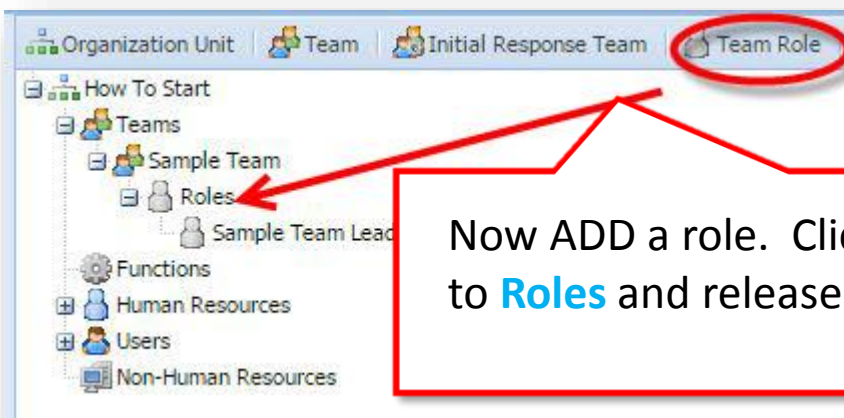 Organization Unit Team Initial Response Team Team Role
How To Start
Teams
Sample Team
Roles
Sample Team Lead
Functions
Human Resources
Users
Non-Human Resources
Now ADD a role. Clic
to Roles and release